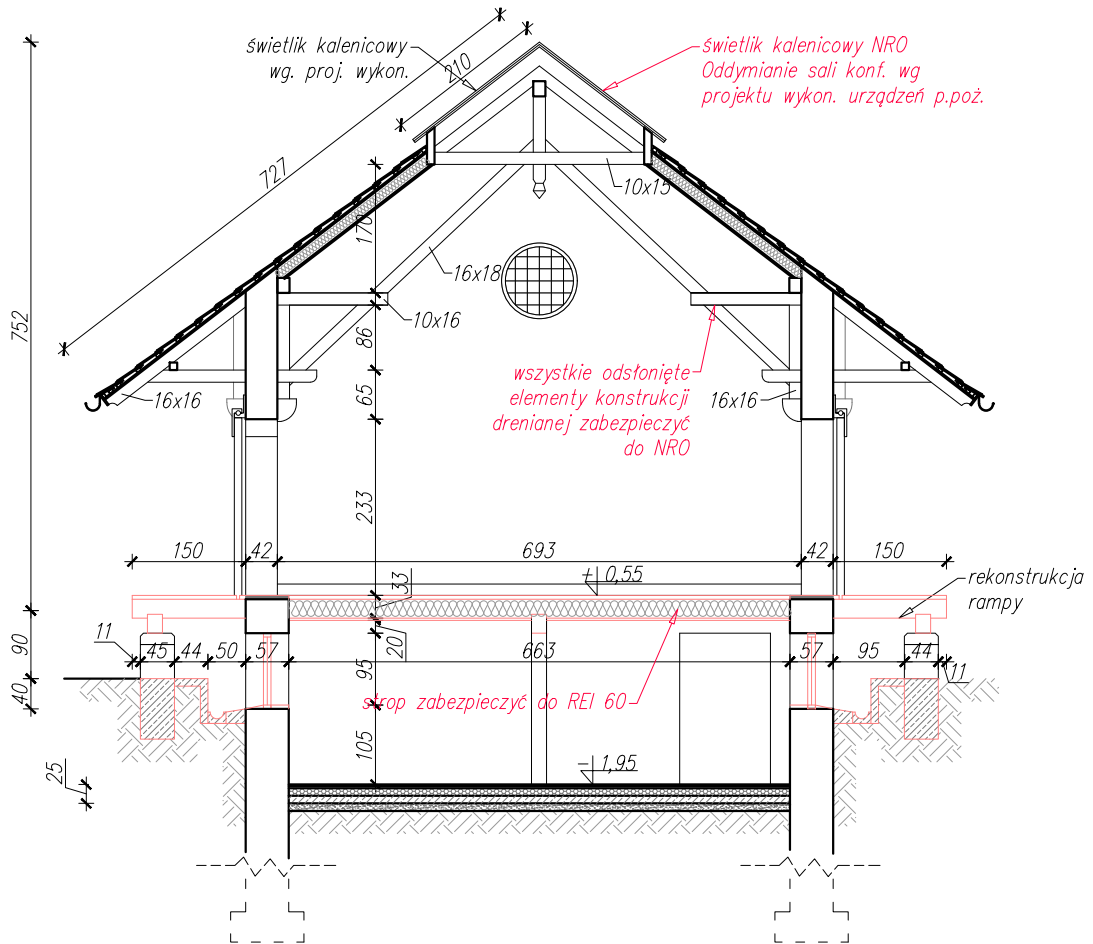 świetlik kalenicowy
wg. proj. wykon.
210
świetlik kalenicowy NRO
Oddymianie sali konf. wg
projektu wykon. urządzeń p.poż.
727
10x15
170
16x18
752
10x16
86
wszystkie odsłonięte
elementy konstrukcji
drenianej zabezpieczyć
do NRO
65
16x16
16x16
233
150
42
693
42
150
33
+ 0,55
rekonstrukcja
rampy
90
11
45
44
50
57
20
95
663
57
95
44
11
40
strop zabezpieczyć do REI 60
105
25
- 1,95